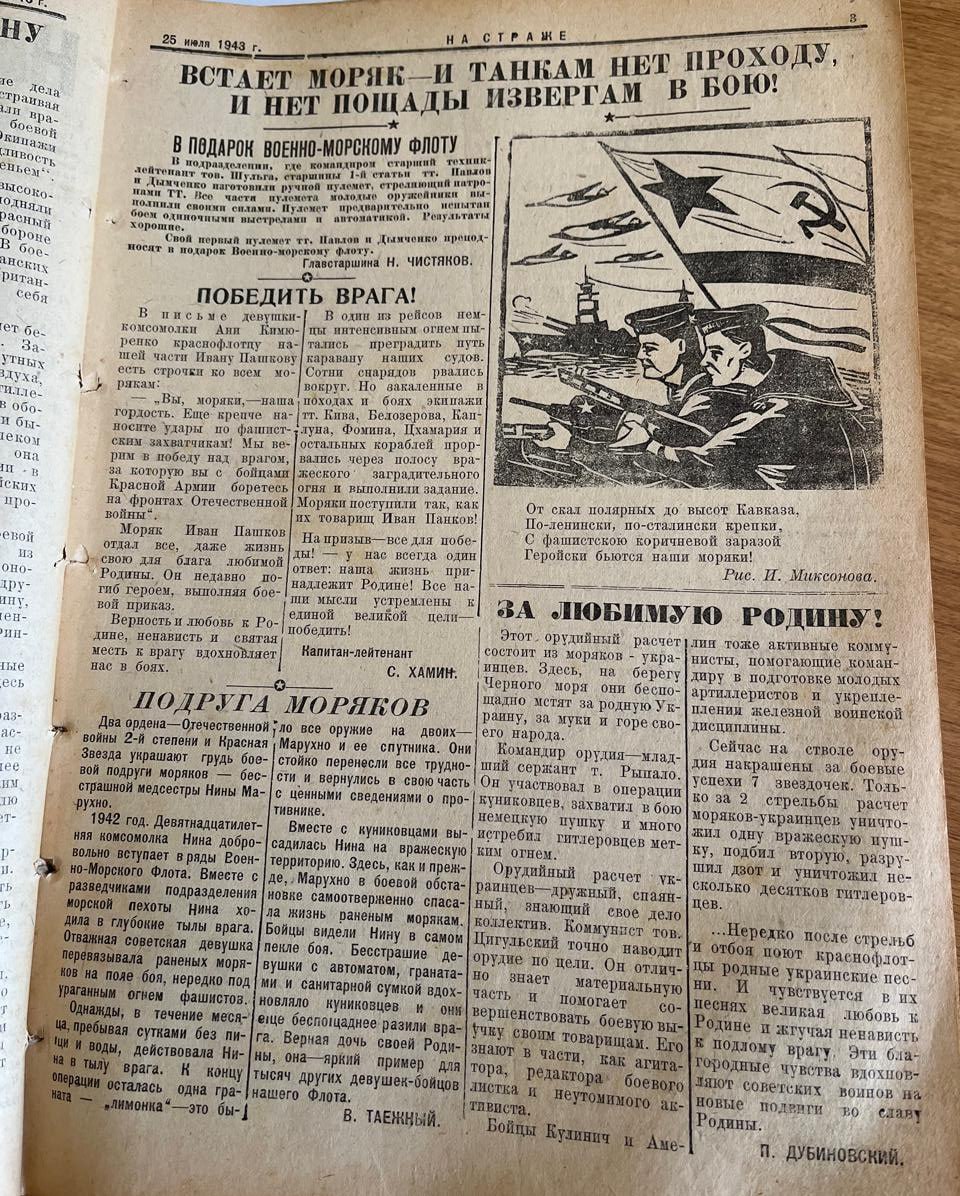 НУ
ие дела
страивая
али вра-
боевой
Экипажи
дливость
еньем".
высоко-
подняли
расный
бороне
В бое-
анских
ритан-
себя
25 июля 1943 г.
НА СТРАЖЕ
3
ВСТАЕТ МОРЯК—И ТАНКАМ НЕТ ПРОХОДУ,
И НЕТ ПОЩАДЫ ИЗВЕРГАМ В БОЮ!
В ПОДАРОК ВОЕННО-МОРСКОМУ ФЛОТУ
В подразделении, где командиром старший техник-
лейтенант тов. Шульга, старшины 1-й статьи тт. Павлов
и Дымченко изготовили ручной пулемет, стреляющий патро-
нами ТТ. Все части пулемета молодые оружейники вы-
полнили своими силами. Пулемет предварительно испытан
боем одиночными выстрелами и автоматикой. Результаты
хорошие.
Свой первый пулемет тт. Павлов и Дымченко препод-
носят в подарок Военно-морскому флоту.
Главстаршина Н. ЧИСТЯКОВ.
ПОБЕДИТЬ ВРАГА!
В письме девушки-
комсомолки Ани Кимю-
ренко краснофлотцу на-
шей части Ивану Пашкову
есть строчки ко всем мо-
рякам:
— „Вы, моряки,—наша
гордость. Еще крепче на-
носите удары по фашист-
ским захватчикам! Мы ве-
рим в победу над врагом,
за которую вы с бойцами
Красной Армии боретесь
на фронтах Отечественной
войны".
Моряк Иван Пашков
отдал все, даже жизнь
свою для блага любимой
Родины. Он недавно по-
гиб героем, выполняя бое-
вой приказ.
Верность и любовь к Ро-
дине, ненависть и святая
месть к врагу вдохновляет
нас в боях.
В один из рейсов нем-
цы интенсивным огнем пы-
тались преградить путь
каравану наших судов.
Сотни снарядов рвались
вокруг. Но закаленные в
походах и боях экипажи
тт. Кива, Белозерова, Кап-
луна, Фомина, Цхамария и
остальных кораблей прор-
вались через полосу вра-
жеского заградительного
огня и выполнили задание.
Моряки поступили так, как
их товарищ Иван Панков!
На призыв—все для побе-
ды! — у нас всегда один
ответ: наша жизнь при-
надлежит Родине! Все на-
ши мысли устремлены к
единой великой цели—
победить!
Капитан-лейтенант
С. ХАМИН.
От скал полярных до высот Кавказа,
По-ленински, по-сталински крепки,
С фашистскою коричневой заразой
Геройски бьются наши моряки!
Рис. И. Миксонова.
ПОДРУГА МОРЯКОВ
Два ордена—Отечественной
войны 2-й степени и Красная
Звезда украшают грудь бое-
вой подруги моряков — бес-
страшной медсестры Нины Ма-
рухно.
1942 год. Девятнадцатилет-
няя комсомолка Нина добро-
вольно вступает в ряды Воен-
но-Морского Флота. Вместе с
разведчиками подразделения
морской пехоты Нина хо-
дила в глубокие тылы врага.
Отважная советская девушка
перевязывала раненых моря-
ков на поле боя, нередко под
ураганным огнем фашистов.
Однажды, в течение меся-
ца, пребывая сутками без пи-
щи и воды, действовала Ни-
на в тылу врага. К концу
операции осталась одна гра-
ната — „лимонка"—это бы-
ло все оружие на двоих—
Марухно и ее спутника. Они
стойко перенесли все трудно-
сти и вернулись в свою часть
с ценными сведениями о про-
тивнике.
Вместе с куниковцами вы-
садилась Нина на вражескую
территорию. Здесь, как и преж-
де, Марухно в боевой обста-
новке самоотверженно спаса-
ла жизнь раненым морякам.
Бойцы видели Нину в самом
пекле боя. Бесстрашие де-
вушки с автоматом, граната-
ми и санитарной сумкой вдох-
новляло куниковцев и они
еще беспощаднее разили вра-
га. Верная дочь своей Роди-
ны, она—яркий пример для
тысяч других девушек-бойцов
нашего Флота.
В. ТАЕЖНЫЙ.
ЗА ЛЮБИМУЮ РОДИНУ!
Этот орудийный расчет
состоит из моряков - укра-
инцев. Здесь, на берегу
Черного моря они беспо-
щадно мстят за родную Ук-
раину, за муки и горе сво-
его народа.
Командир орудия—млад-
ший сержант т. Рыпало.
Он участвовал в операции
куниковцев, захватил в бою
немецкую пушку и много
истребил гитлеровцев мет-
ким огнем.
Орудийный расчет ук-
раинцев—дружный, спаян-
ный, знающий свое дело
коллектив. Коммунист тов.
Цигульский точно наводит
орудие по цели. Он отлич-
но знает материальную
часть и помогает со-
вершенствовать боевую вы-
учку своим товарищам. Его
знают в части, как агита-
тора, редактора боевого
листка и неутомимого ак-
тивиста.
Бойцы Кулинич и Аме-
лин тоже активные комму-
нисты, помогающие коман-
диру в подготовке молодых
артиллеристов и укрепле-
плении железной воинской
дисциплины.
Сейчас на стволе ору-
дия накрашены за боевые
успехи 7 звездочек. Толь-
ко за 2 стрельбы расчет
моряков-украинцев уничто-
жил одну вражескую пуш-
ку, подбил вторую, разру-
шил дзот и уничтожил не-
сколько десятков гитлеров-
цев.
...Нередко после стрельб
и отбоя поют краснофлот-
цы родные украинские пес-
ни. И чувствуется в их
песнях великая любовь к
Родине и жгучая ненависть
к подлому врагу. Эти бла-
городные чувства вдохнов-
ляют советских воинов на
новые подвиги во славу
Родины.
П. ДУБИНОВСКИЙ.